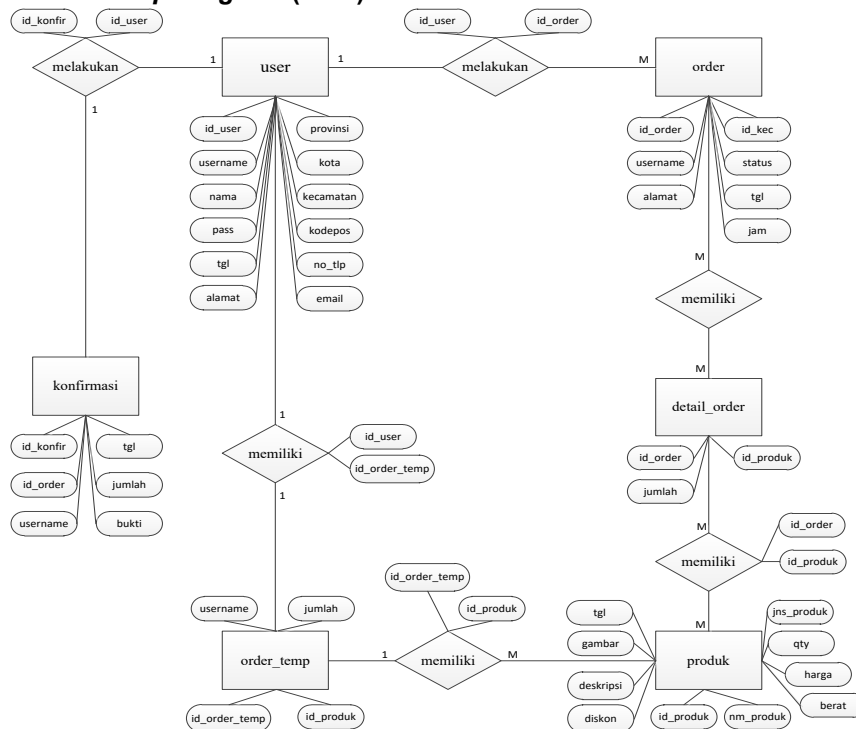 id_konfir
id_user
melakukan
1
1
user
1
id_user
id_order
melakukan
M
order
id_user
provinsi
username
kota
nama
kecamatan
pass
kodepos
tgl
no_tlp
alamat
email
id_order
id_kec
username
status
alamat
tgl
jam
M
memiliki
M
konfirmasi
id_konfir
tgl
id_order
jumlah
username
bukti
1
memiliki
id_user
id_order_temp
1
detail_order
id_order
id_produk
jumlah
M
memiliki
id_order
id_produk
M
username
jumlah
order_temp
id_order_temp
id_produk
1
id_order_temp
id_produk
memiliki
M
tgl
gambar
deskripsi
diskon
produk
jns_produk
qty
harga
berat
id_produk
nm_produk